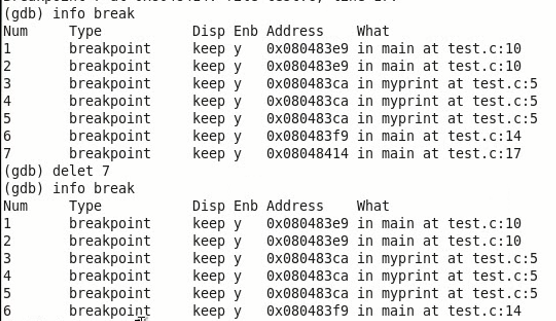 (gdb) info break
Num     Type           Disp Enb Address    What
1       breakpoint     keep y   0x080483e9 in main at test.c:10
2       breakpoint     keep y   0x080483e9 in main at test.c:10
3       breakpoint     keep y   0x080483ca in myprint at test.c:5
4       breakpoint     keep y   0x080483ca in myprint at test.c:5
5       breakpoint     keep y   0x080483ca in myprint at test.c:5
6       breakpoint     keep y   0x080483f9 in main at test.c:14
7       breakpoint     keep y   0x08048414 in main at test.c:17
(gdb) delet 7
(gdb) info break
Num     Type           Disp Enb Address    What
1       breakpoint     keep y   0x080483e9 in main at test.c:10
2       breakpoint     keep y   0x080483e9 in main at test.c:10
3       breakpoint     keep y   0x080483ca in myprint at test.c:5
4       breakpoint     keep y   0x080483ca in myprint at test.c:5
5       breakpoint     keep y   0x080483ca in myprint at test.c:5
6       breakpoint     keep y   0x080483f9 in main at test.c:14